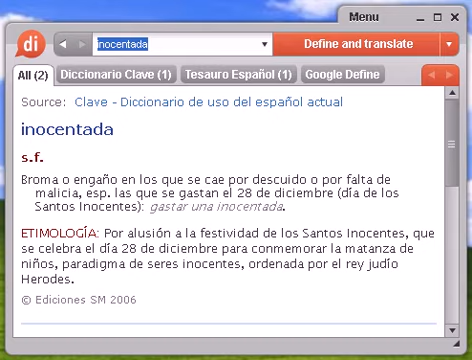 Menu
di
inocentada
Define and translate
All (2)
Diccionario Clave (1)
Tesauro Español (1)
Google Define
Source: Clave - Diccionario de uso del español actual
inocentada
s.f.
Broma o engaño en los que se cae por descuido o por falta de
malicia, esp. las que se gastan el 28 de diciembre (día de los
Santos Inocentes): gastar una inocentada.
ETIMOLOGÍA: Por alusión a la festividad de los Santos Inocentes, que
se celebra el día 28 de diciembre para conmemorar la matanza de
niños, paradigma de seres inocentes, ordenada por el rey judío
Herodes.
© Ediciones SM 2006